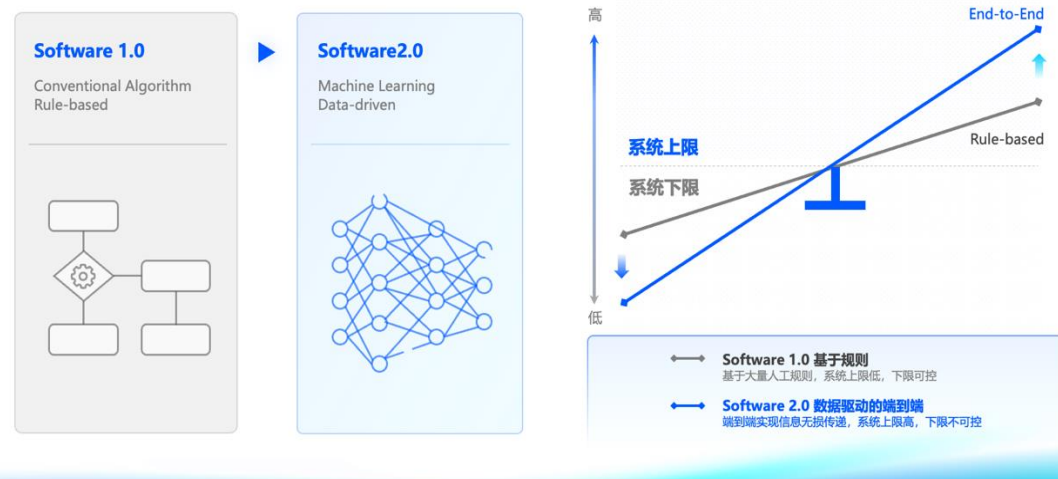 Software 1.0
Conventional Algorithm
Rule-based
Software2.0
Machine Learning
Data-driven
高
End-to-End
Rule-based
系统上限
系统下限
低
Software 1.0 基于规则
基于大量人工规则，系统上限低，下限可控
Software 2.0 数据驱动的端到端
端到端实现信息无损传递，系统上限高，下限不可控